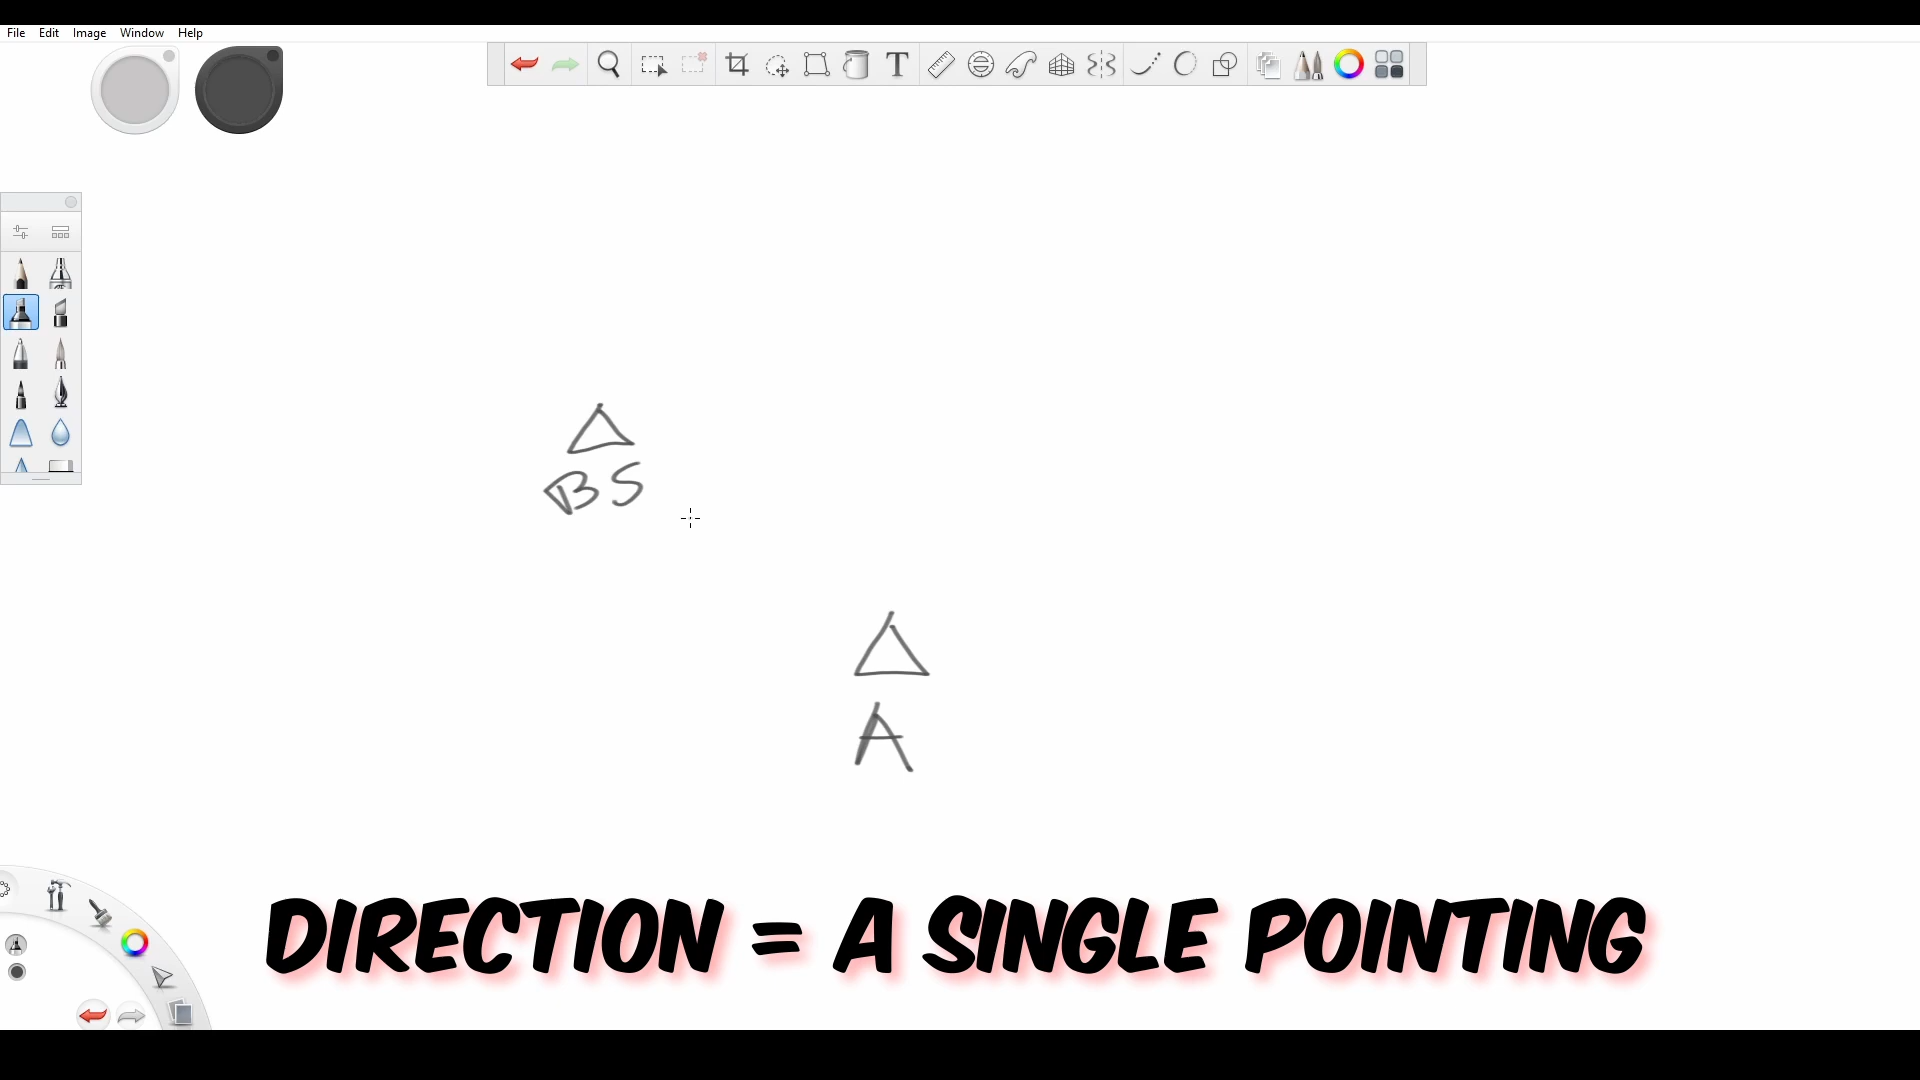 File Edit Image Window Help
T
BS
A
DIRECTION = A SINGLE POINTING